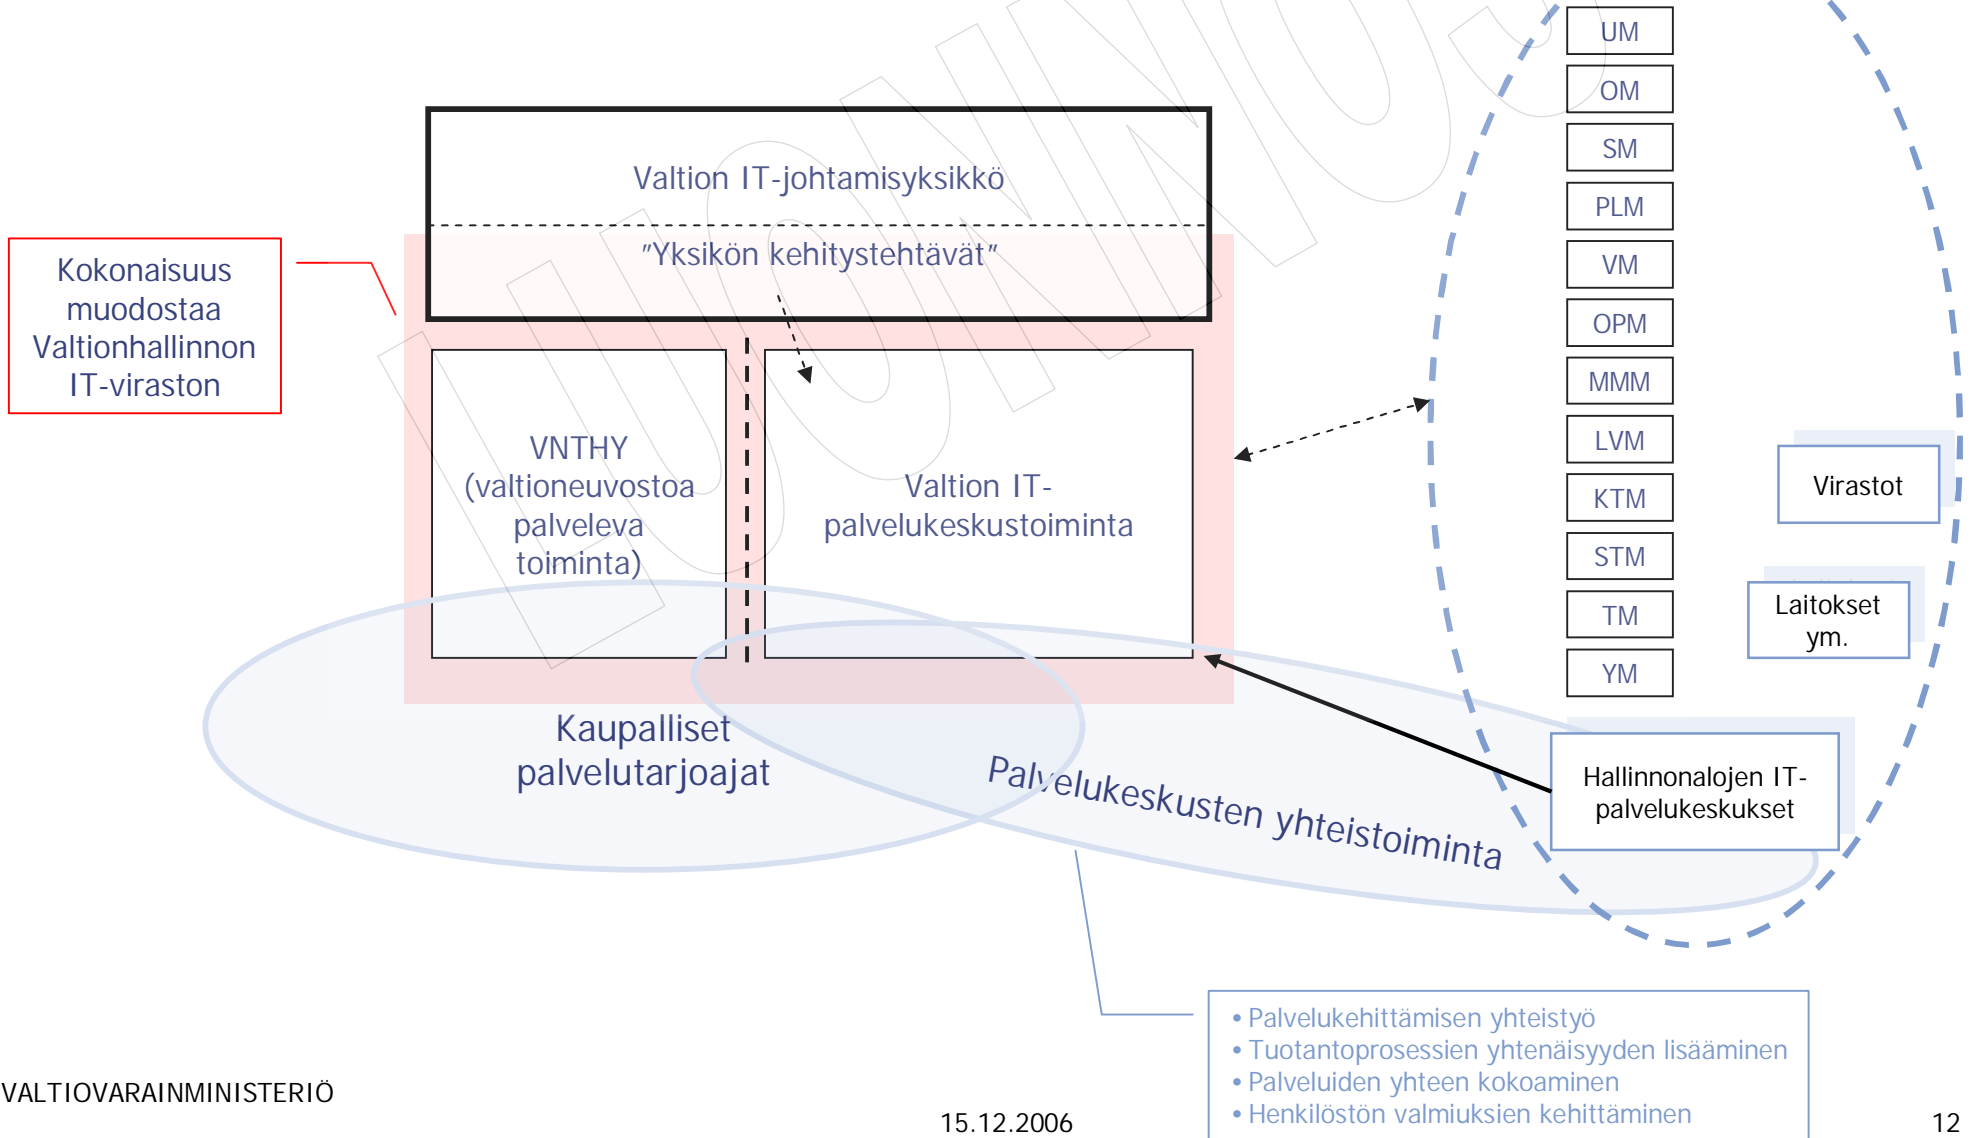 UM
OM
SM
PLM
VM
OPM
MMM
LVM
KTM
STM
TM
YM
Valtion IT-johtamisyksikkö
"Yksikön kehitystehtävät"
Kokonaisuus
muodostaa
Valtionhallinnon
IT-viraston
VNTHY
(valtioneuvostoa
palveleva
toiminta)
Valtion IT-
palvelukeskustoiminta
Virastot
Laitokset
ym.
Hallinnonalojen IT-
palvelukeskukset
Kaupalliset
palvelutarjoajat
Palvelukeskusten yhteistoiminta
• Palvelukehittämisen yhteistyö
• Tuotantoprosessien yhtenäisyyden lisääminen
• Palveluiden yhteen kokoaminen
• Henkilöstön valmiuksien kehittäminen
VALTIOVARAINMINISTERIÖ
15.12.2006
12
LUONNOS